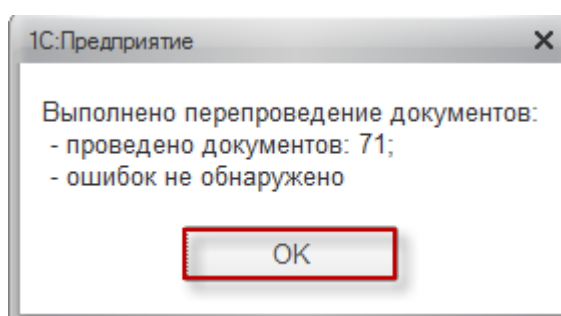 1С:Предприятие
Выполнено перепроведение документов:
- проведено документов: 71;
- ошибок не обнаружено
OK